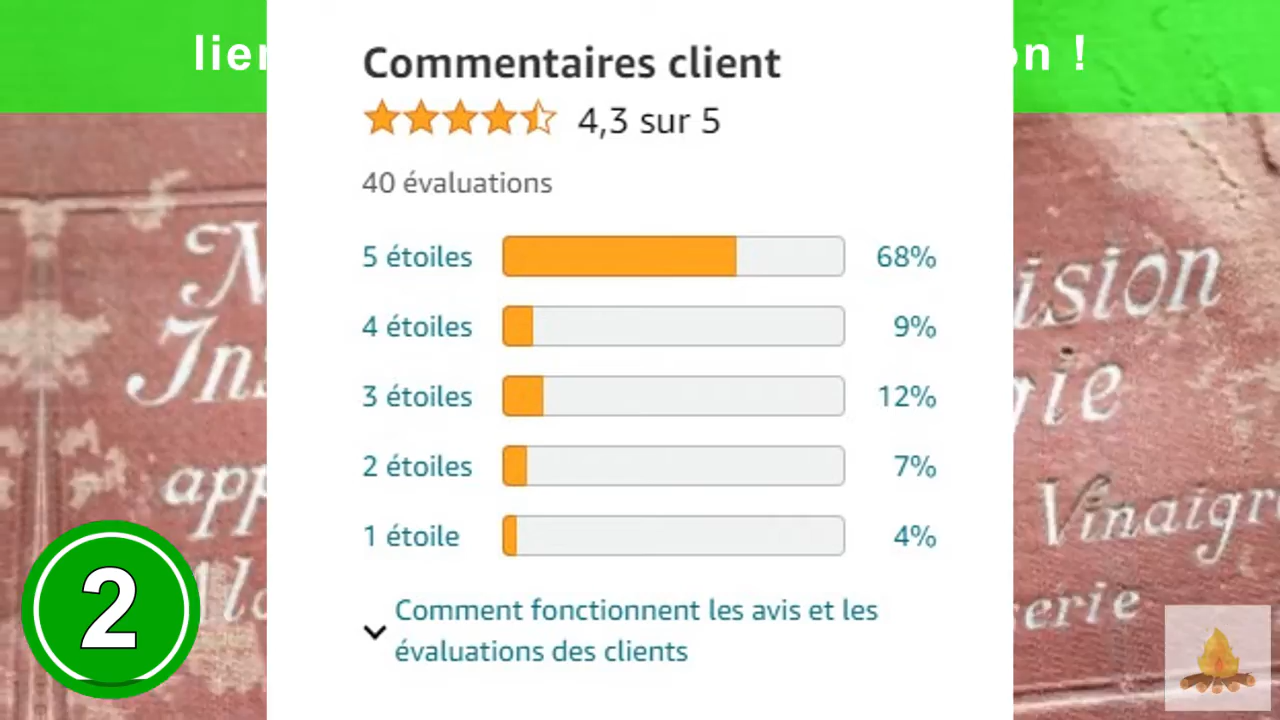 Commentaires client
4,3 sur 5
40 évaluations
5 étoiles 68%
4 étoiles 9%
3 étoiles 12%
2 étoiles 7%
1 étoile 4%
Comment fonctionnent les avis et les
évaluations des clients
2